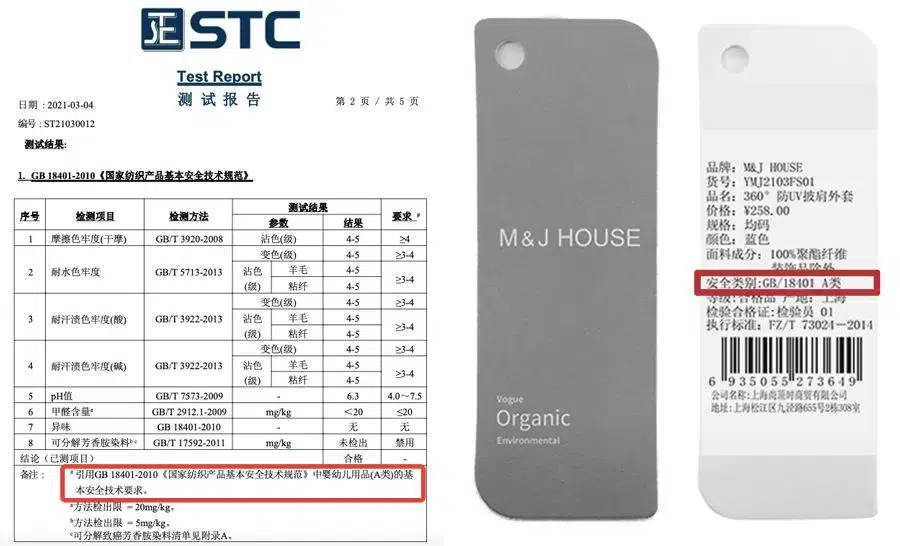 STC
Test Report
测 试 报 告
日期 : 2021-03-04
第 2 页 / 共 5 页
编号 : ST21030012
测试结果:
1. GB 18401-2010《国家纺织产品基本安全技术规范》
序号 检测项目 检测方法 测试结果 要求 #
参数 结果
1 摩擦色牢度(干摩) GB/T 3920-2008 沾色(级) 4-5 ≥4
2 耐水色牢度 GB/T 5713-2013 变色(级) 4-5 ≥3-4
沾色(级) 羊毛 4-5 ≥3-4
粘纤 4-5
3 耐汗渍色牢度(酸) GB/T 3922-2013 变色(级) 4-5 ≥3-4
沾色(级) 羊毛 4-5 ≥3-4
粘纤 4-5
4 耐汗渍色牢度(碱) GB/T 3922-2013 变色(级) 4-5 ≥3-4
沾色(级) 羊毛 4-5 ≥3-4
粘纤 4-5
5 pH值 GB/T 7573-2009 - 6.3 4.0~7.5
6 甲醛含量a GB/T 2912.1-2009 mg/kg ＜20 ≤20
7 异味 GB 18401-2010 - 无 无
8 可分解芳香胺染料b c GB/T 17592-2011 mg/kg 未检出 禁用
结论（已测项目） 合格 -
备注： # 引用GB 18401-2010《国家纺织产品基本安全技术规范》中婴幼儿用品(A类)的基
本安全技术要求。
a方法检出限 = 20mg/kg。
b方法检出限 = 5mg/kg。
c可分解致癌芳香胺染料清单见附录A。
M&J HOUSE
Vogue
Organic
Environmental
品牌: M&J HOUSE
货号: YMJ2103FS01
品名: 360° 防UV披肩外套
价格: ¥258.00
规格: 均码
颜色: 蓝色
面料成分: 100%聚酯纤维
装饰品除外
安全类别:GB/18401 A类
等级:合格品 产地: 上海
检验合格证:检验员 01
执行标准: FZ/T 73024-2014
6 935055 273649
公司名称:上海尚顶时商贸有限公司
地址:上海松江区九泾路655号2栋308室